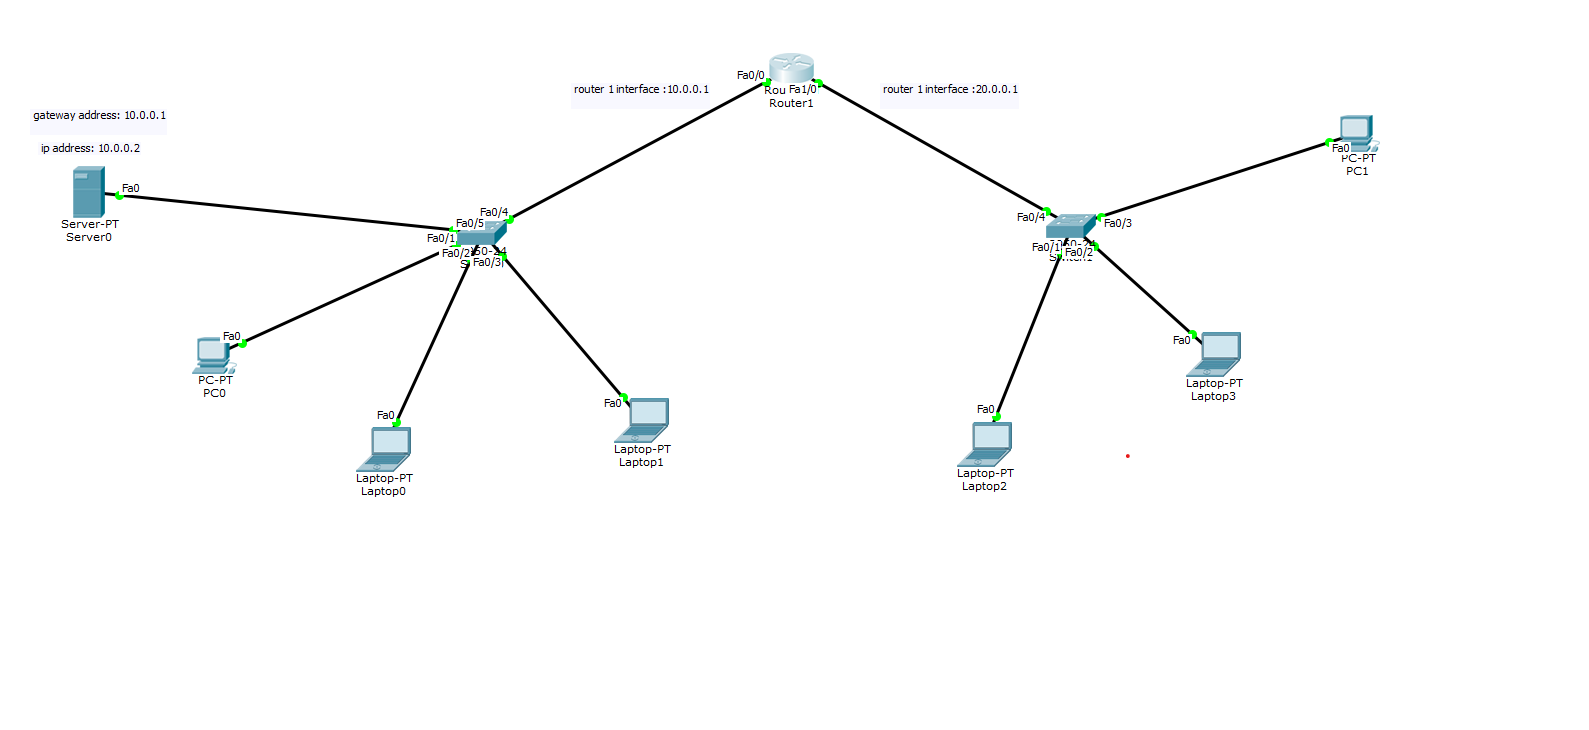 Fa0/0
router 1 interface :10.0.0.1
Fa1/0
Router1
router 1 interface :20.0.0.1
gateway address: 10.0.0.1
ip address: 10.0.0.2
Fa0
Server-PT
Server0
Fa0/4
Fa0/5
Fa0/1
Fa0/2
Fa0/3
Fa0
PC-PT
PC0
Fa0
Laptop-PT
Laptop0
Fa0
Laptop-PT
Laptop1
Fa0/4
Fa0/3
Fa0/1
Fa0/2
Fa0
PC-PT
PC1
Fa0
Laptop-PT
Laptop3
Fa0
Laptop-PT
Laptop2